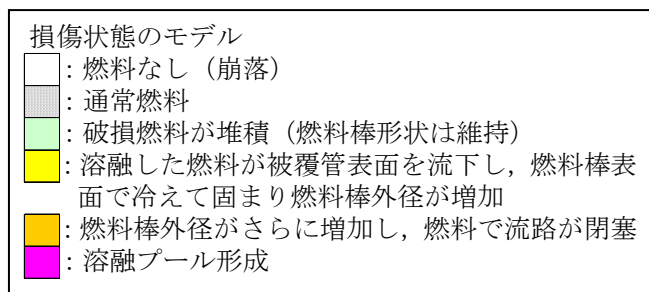 損傷状態のモデル
：燃料なし（崩落）
：通常燃料
：破損燃料が堆積（燃料棒形状は維持）
：溶融した燃料が被覆管表面を流下し，燃料棒表
面で冷えて固まり燃料棒外径が増加
：燃料棒外径がさらに増加し，燃料で流路が閉塞
：溶融プール形成